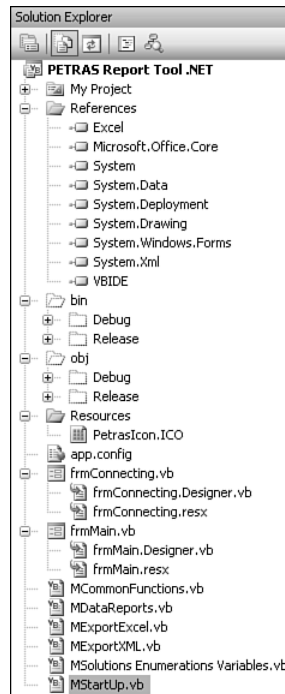 Solution Explorer
PETRAS Report Tool .NET
My Project
References
Excel
Microsoft.Office.Core
System
System.Data
System.Deployment
System.Drawing
System.Windows.Forms
System.Xml
VBIDE
bin
Debug
Release
obj
Debug
Release
Resources
PetrasIcon.ICO
app.config
frmConnecting.vb
frmConnecting.Designer.vb
frmConnecting.resx
frmMain.vb
frmMain.Designer.vb
frmMain.resx
MCommonFunctions.vb
MDataReports.vb
MExportExcel.vb
MExportXML.vb
MSolutions Enumerations Variables.vb
MStartUp.vb